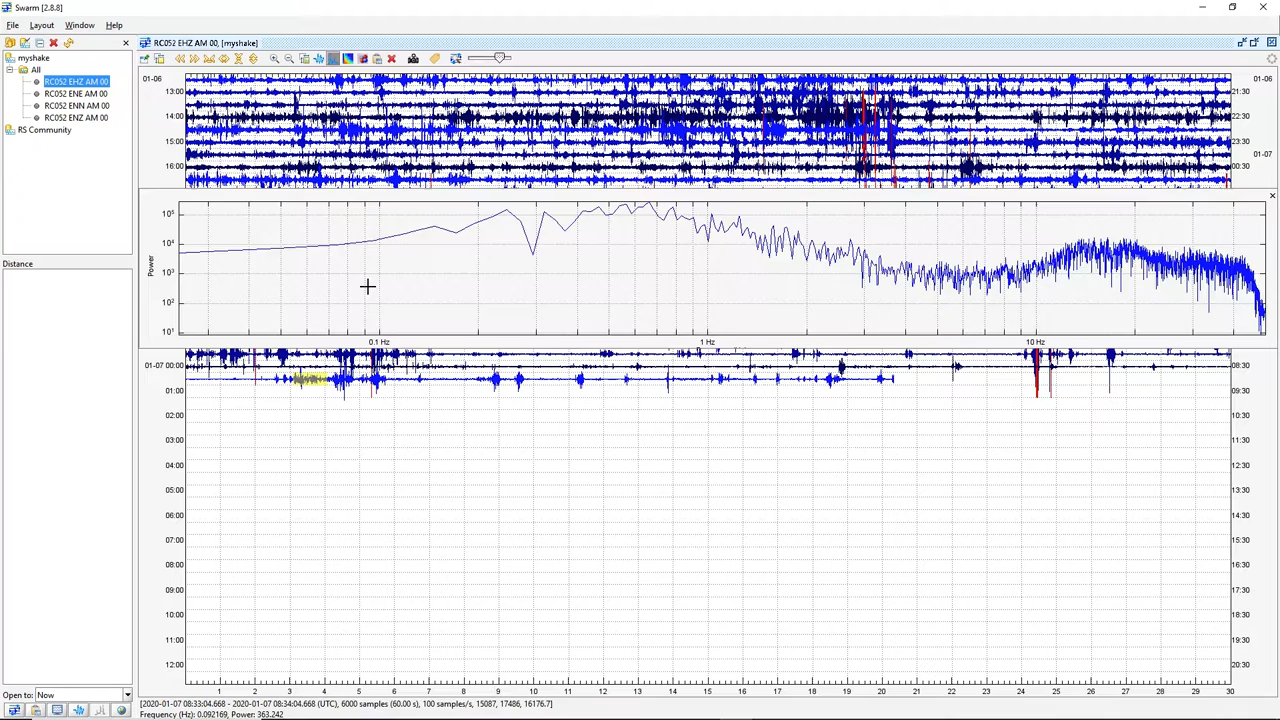 Swarm [2.8.8]
File Layout Window Help
myshake
All
RC052 EHZ AM 00
RC052 ENE AM 00
RC052 ENN AM 00
RC052 ENZ AM 00
RS Community
Distance
Open to: Now
RC052 EHZ AM 00, [myshake]
01-06
01-06
13:00
21:30
14:00
22:30
15:00
23:30
01-07
16:00
00:30
Power
10⁵
10⁴
10³
10²
10¹
0.1 Hz
1 Hz
10 Hz
01-07 00:00
08:30
01:00
09:30
02:00
10:30
03:00
11:30
04:00
12:30
05:00
13:30
06:00
14:30
07:00
15:30
08:00
16:30
09:00
17:30
10:00
18:30
11:00
19:30
12:00
20:30
1 2 3 4 5 6 7 8 9 10 11 12 13 14 15 16 17 18 19 20 21 22 23 24 25 26 27 28 29 30
[2020-01-07 08:33:04.668 - 2020-01-07 08:34:04.668 (UTC), 6000 samples (60.00 s), 100 samples/s, 15087, 17486, 16176.7]
Frequency (Hz): 0.092169, Power: 363.242